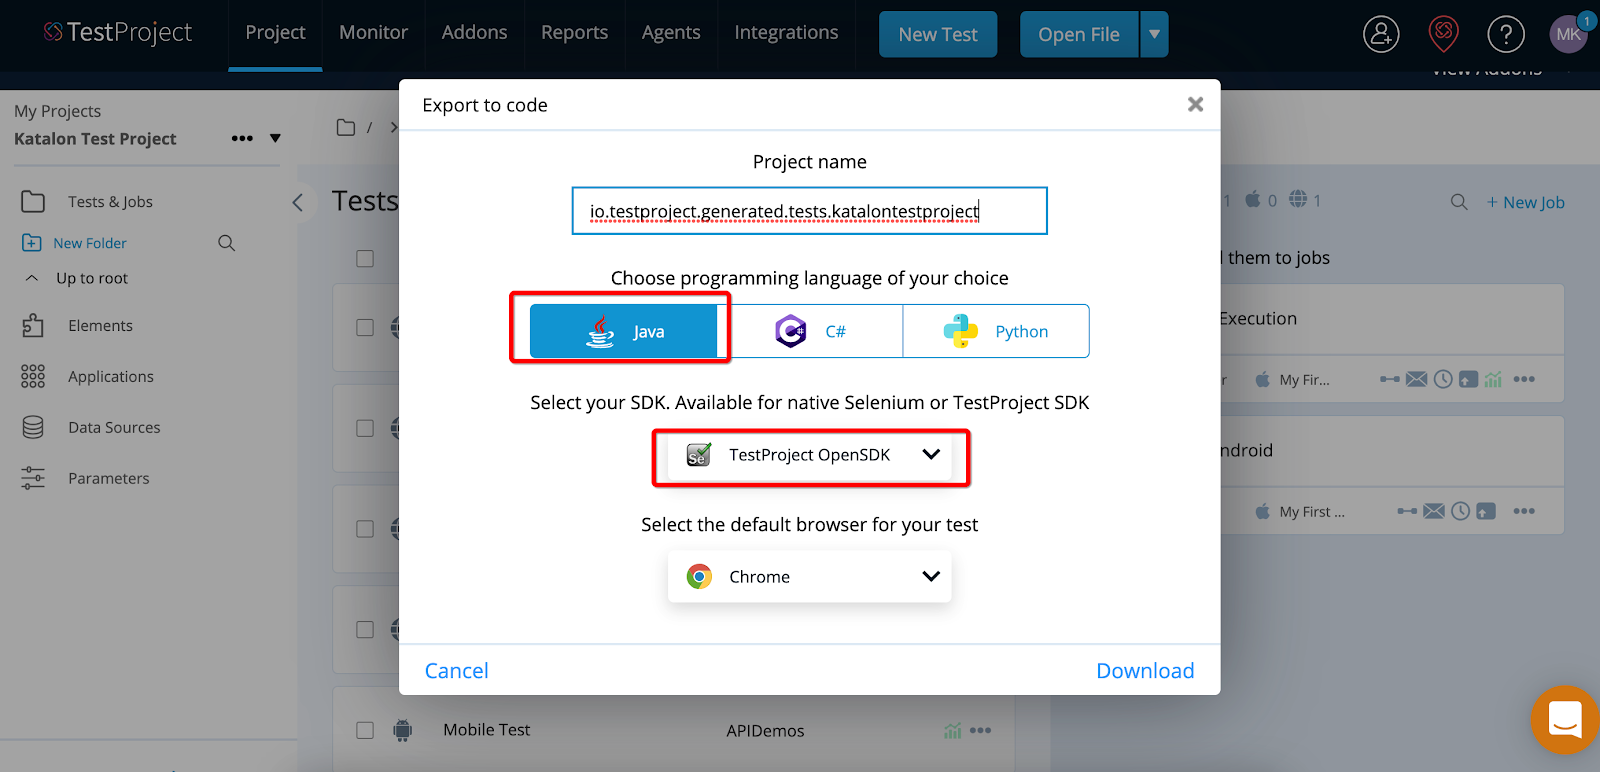 TestProject
Project
Monitor
Addons
Reports
Agents
Integrations
New Test
Open File
MK
1
View Addons
My Projects
Katalon Test Project
Tests & Jobs
New Folder
Up to root
Elements
Applications
Data Sources
Parameters
/
Tests
Export to code
Project name
io.testproject.generated.tests.katalontestproject
Choose programming language of your choice
Java
C#
Python
Select your SDK. Available for native Selenium or TestProject SDK
Se
TestProject OpenSDK
Select the default browser for your test
Chrome
Cancel
Download
Mobile Test
APIDemos
1
0
1
+ New Job
them to jobs
Execution
r
My Fir...
ndroid
My First ...